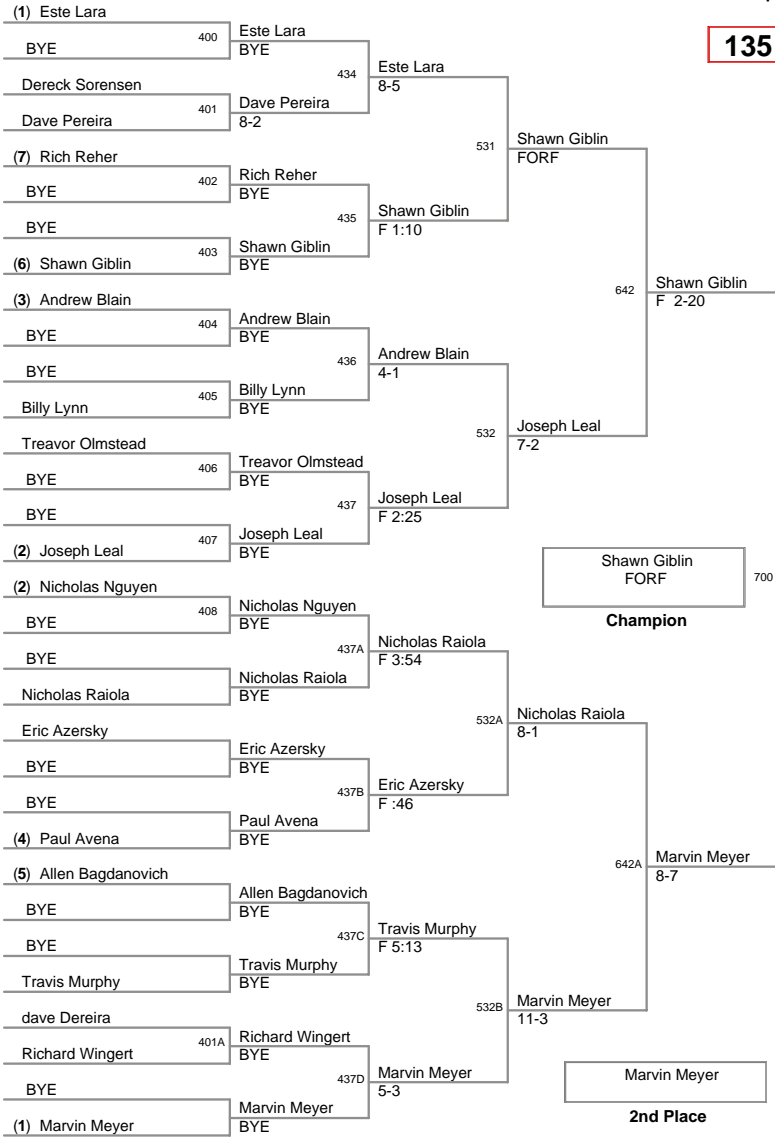 (1) Este Lara
400
BYE
Este Lara
BYE
434
Dereck Sorensen
401
Dave Pereira
Dave Pereira
8-2
Este Lara
8-5
531
(7) Rich Reher
402
BYE
Rich Reher
BYE
435
BYE
403
(6) Shawn Giblin
Shawn Giblin
BYE
Shawn Giblin
F 1:10
Shawn Giblin
FORF
642
(3) Andrew Blain
404
BYE
Andrew Blain
BYE
436
BYE
405
Billy Lynn
Billy Lynn
BYE
Andrew Blain
4-1
532
Treavor Olmstead
406
BYE
Treavor Olmstead
BYE
437
BYE
407
(2) Joseph Leal
Joseph Leal
BYE
Joseph Leal
F 2:25
Joseph Leal
7-2
Shawn Giblin
F 2-20
135
Shawn Giblin
FORF
700
Champion
(2) Nicholas Nguyen
408
BYE
Nicholas Nguyen
BYE
437A
BYE
Nicholas Raiola
Nicholas Raiola
BYE
Nicholas Raiola
F 3:54
532A
Eric Azersky
BYE
Eric Azersky
BYE
437B
BYE
(4) Paul Avena
Paul Avena
BYE
Eric Azersky
F :46
Nicholas Raiola
8-1
642A
(5) Allen Bagdanovich
BYE
Allen Bagdanovich
BYE
437C
BYE
Travis Murphy
Travis Murphy
BYE
Travis Murphy
F 5:13
532B
dave Dereira
401A
Richard Wingert
Richard Wingert
BYE
437D
BYE
(1) Marvin Meyer
Marvin Meyer
BYE
Marvin Meyer
5-3
Marvin Meyer
11-3
Marvin Meyer
8-7
Marvin Meyer
2nd Place